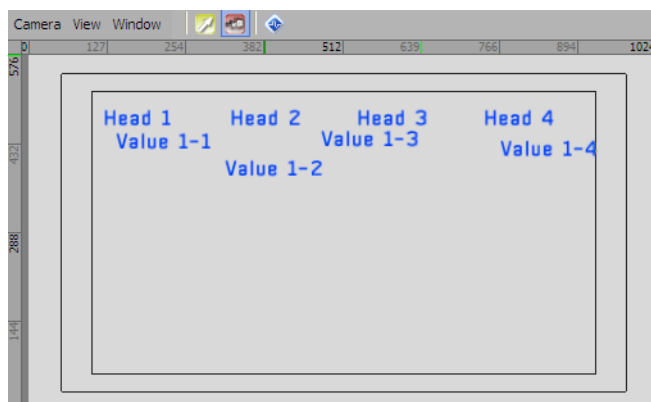 Camera View Window
0 127 254 382 512 639 766 894 1024
576
Head 1 Head 2 Head 3 Head 4
Value 1-1 Value 1-3 Value 1-4
432
Value 1-2
288
144